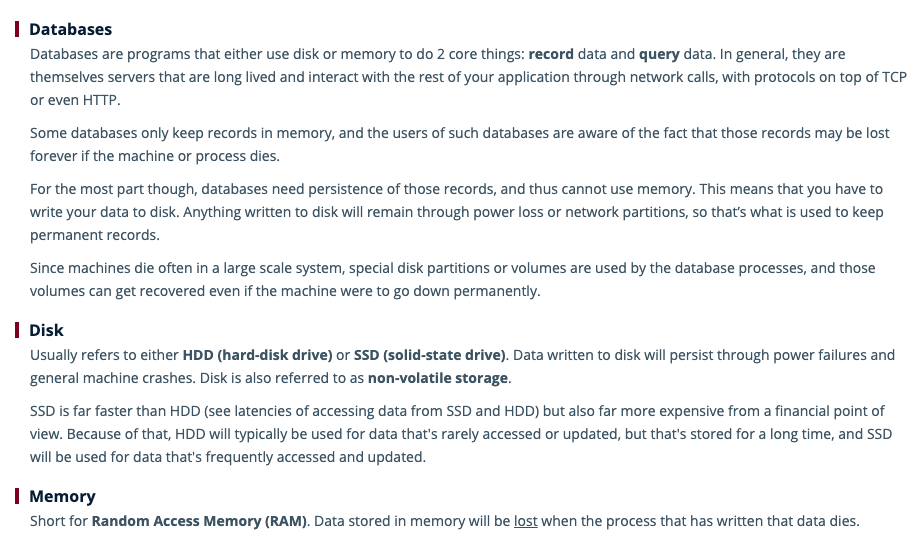 Databases
Databases are programs that either use disk or memory to do 2 core things: record data and query data. In general, they are
themselves servers that are long lived and interact with the rest of your application through network calls, with protocols on top of TCP
or even HTTP.
Some databases only keep records in memory, and the users of such databases are aware of the fact that those records may be lost
forever if the machine or process dies.
For the most part though, databases need persistence of those records, and thus cannot use memory. This means that you have to
write your data to disk. Anything written to disk will remain through power loss or network partitions, so that’s what is used to keep
permanent records.
Since machines die often in a large scale system, special disk partitions or volumes are used by the database processes, and those
volumes can get recovered even if the machine were to go down permanently.
Disk
Usually refers to either HDD (hard-disk drive) or SSD (solid-state drive). Data written to disk will persist through power failures and
general machine crashes. Disk is also referred to as non-volatile storage.
SSD is far faster than HDD (see latencies of accessing data from SSD and HDD) but also far more expensive from a financial point of
view. Because of that, HDD will typically be used for data that's rarely accessed or updated, but that's stored for a long time, and SSD
will be used for data that's frequently accessed and updated.
Memory
Short for Random Access Memory (RAM). Data stored in memory will be lost when the process that has written that data dies.